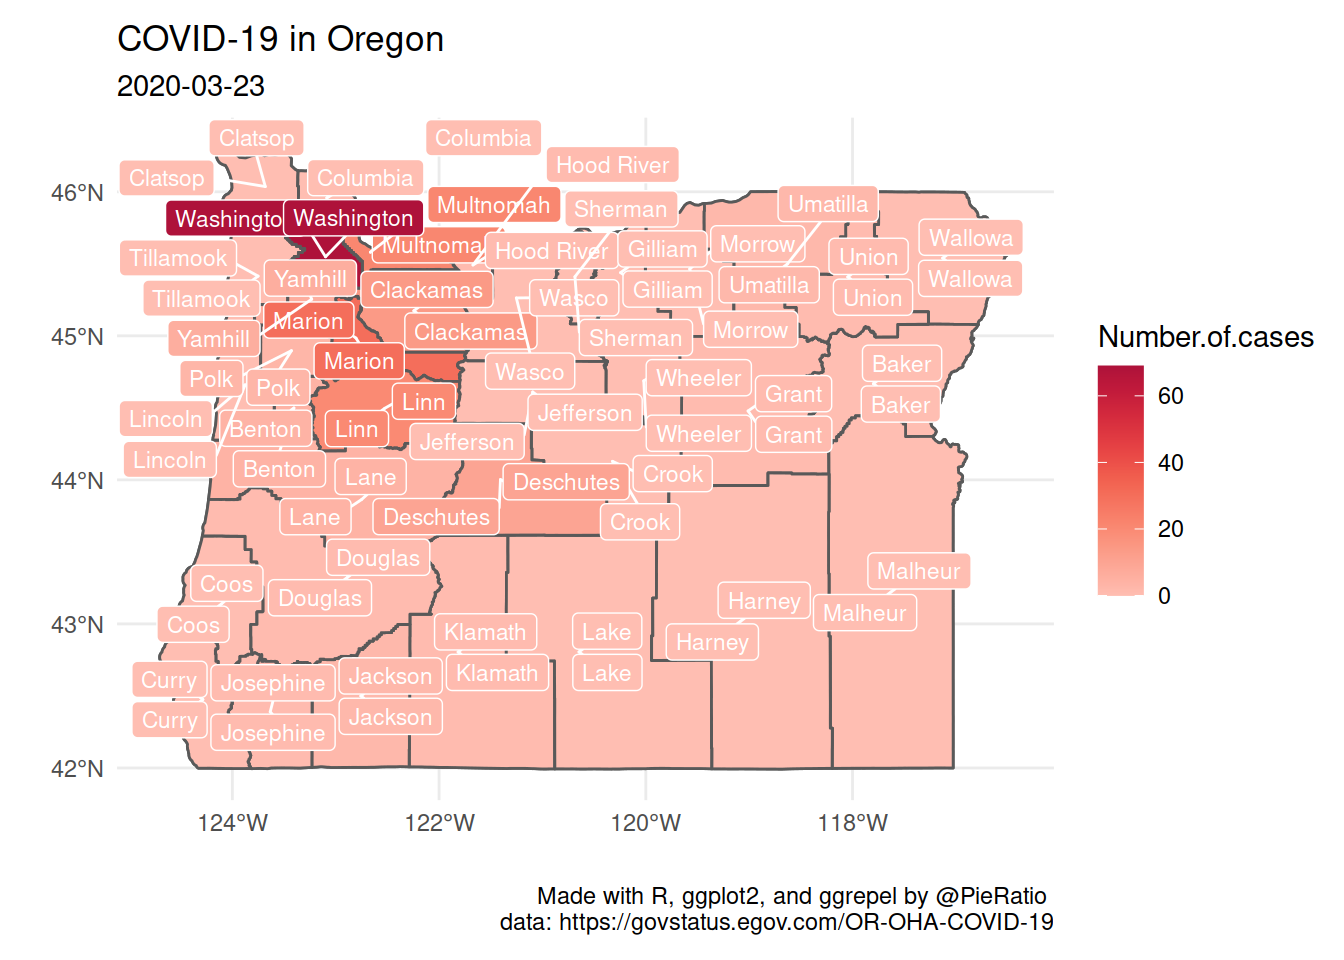 COVID-19 in Oregon
2020-03-23
Clatsop
Columbia
Hood River
Clatsop
Columbia
46°N
Multnomah
Umatilla
Sherman
Washingto
Washington
Wallowa
Multnoma
Morrow
Gilliam
Hood River
Union
Tillamook
Yamhill
Wallowa
Umatilla
Clackamas
Gilliam
Wasco
Union
Tillamook
Marion
Morrow
Clackamas
45°N
Yamhill
Sherman
Marion
Baker
Wasco
Polk
Wheeler
Polk
Grant
Linn
Baker
Jefferson
Lincoln
Benton
Linn
Wheeler
Grant
Jefferson
Lincoln
Benton
Crook
Lane
44°N
Deschutes
Lane
Deschutes
Crook
Douglas
Malheur
Coos
Douglas
Harney
Malheur
43°N
Coos
Klamath
Lake
Harney
Klamath
Lake
Jackson
Curry
Josephine
Jackson
Curry
Josephine
42°N
124°W
122°W
120°W
118°W
Number.of.cases
60
40
20
0
Made with R, ggplot2, and ggrepel by @PieRatio
data: https://govstatus.egov.com/OR-OHA-COVID-19